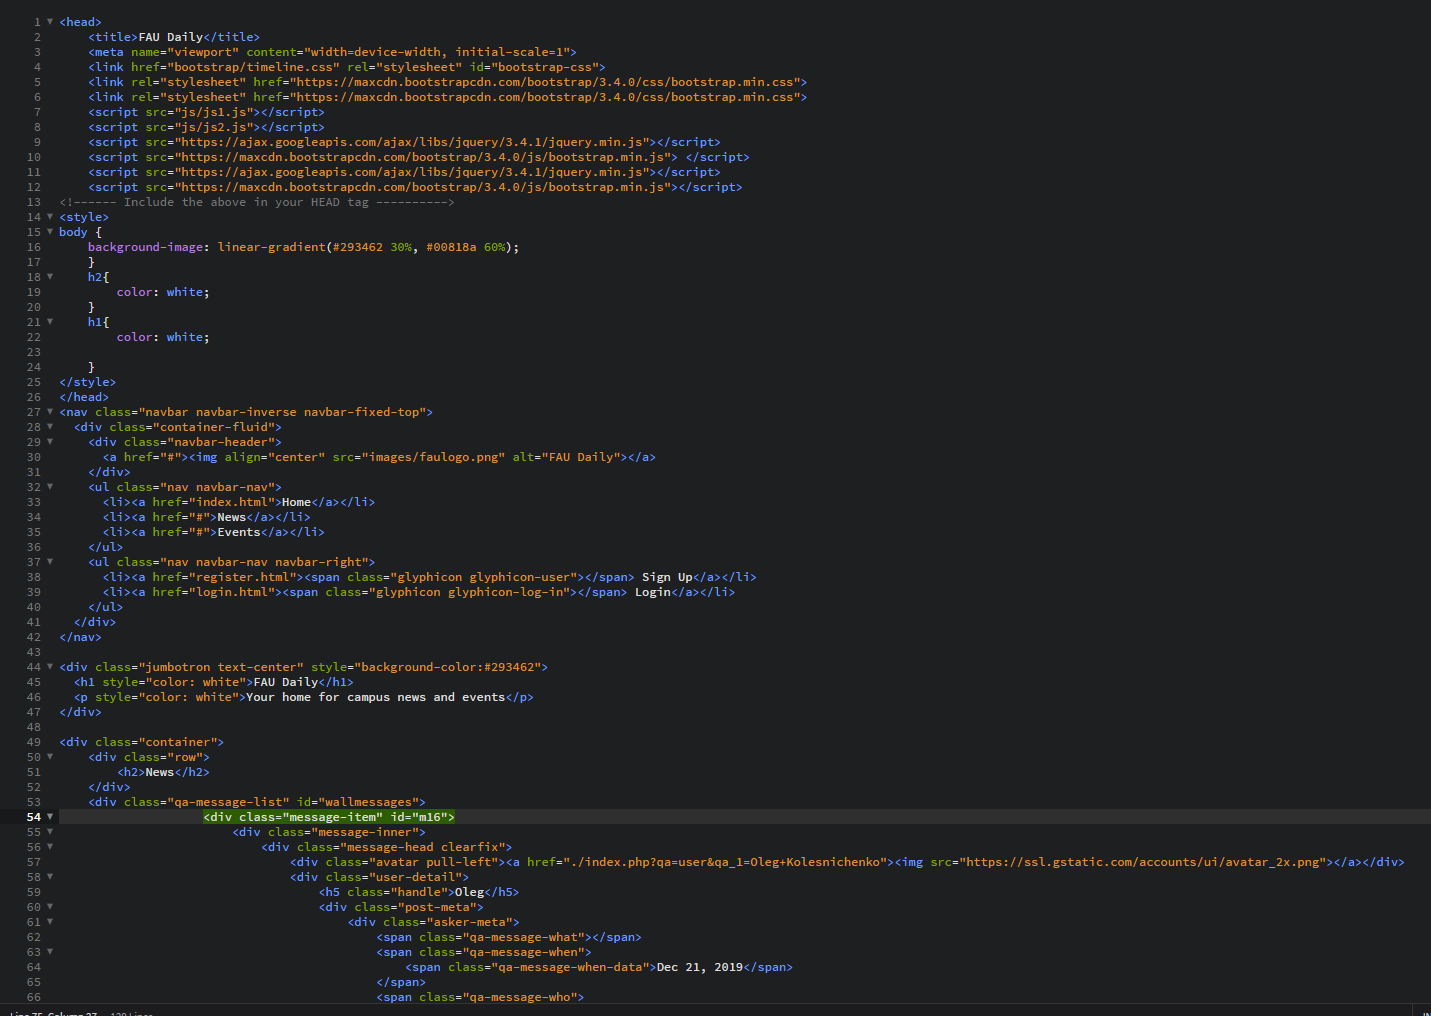 1 <head>
2 <title>FAU Daily</title>
3 <meta name="viewport" content="width=device-width, initial-scale=1">
4 <link href="bootstrap/timeline.css" rel="stylesheet" id="bootstrap-css">
5 <link rel="stylesheet" href="https://maxcdn.bootstrapcdn.com/bootstrap/3.4.0/css/bootstrap.min.css">
6 <link rel="stylesheet" href="https://maxcdn.bootstrapcdn.com/bootstrap/3.4.0/css/bootstrap.min.css">
7 <script src="js/js1.js"></script>
8 <script src="js/js2.js"></script>
9 <script src="https://ajax.googleapis.com/ajax/libs/jquery/3.4.1/jquery.min.js"></script>
10 <script src="https://maxcdn.bootstrapcdn.com/bootstrap/3.4.0/js/bootstrap.min.js"> </script>
11 <script src="https://ajax.googleapis.com/ajax/libs/jquery/3.4.1/jquery.min.js"></script>
12 <script src="https://maxcdn.bootstrapcdn.com/bootstrap/3.4.0/js/bootstrap.min.js"></script>
13 <!------ Include the above in your HEAD tag ---------->
14 <style>
15 body {
16 background-image: linear-gradient(#293462 30%, #00818a 60%);
17 }
18 h2{
19 color: white;
20 }
21 h1{
22 color: white;
23
24 }
25 </style>
26 </head>
27 <nav class="navbar navbar-inverse navbar-fixed-top">
28 <div class="container-fluid">
29 <div class="navbar-header">
30 <a href="#"><img align="center" src="images/faulogo.png" alt="FAU Daily"></a>
31 </div>
32 <ul class="nav navbar-nav">
33 <li><a href="index.html">Home</a></li>
34 <li><a href="#">News</a></li>
35 <li><a href="#">Events</a></li>
36 </ul>
37 <ul class="nav navbar-nav navbar-right">
38 <li><a href="register.html"><span class="glyphicon glyphicon-user"></span> Sign Up</a></li>
39 <li><a href="login.html"><span class="glyphicon glyphicon-log-in"></span> Login</a></li>
40 </ul>
41 </div>
42 </nav>
43
44 <div class="jumbotron text-center" style="background-color:#293462">
45 <h1 style="color: white">FAU Daily</h1>
46 <p style="color: white">Your home for campus news and events</p>
47 </div>
48
49 <div class="container">
50 <div class="row">
51 <h2>News</h2>
52 </div>
53 <div class="qa-message-list" id="wallmessages">
54 <div class="message-item" id="m16">
55 <div class="message-inner">
56 <div class="message-head clearfix">
57 <div class="avatar pull-left"><a href="./index.php?qa=user&qa_1=Oleg+Kolesnichenko"><img src="https://ssl.gstatic.com/accounts/ui/avatar_2x.png"></a></div>
58 <div class="user-detail">
59 <h5 class="handle">Oleg</h5>
60 <div class="post-meta">
61 <div class="asker-meta">
62 <span class="qa-message-what"></span>
63 <span class="qa-message-when">
64 <span class="qa-message-when-data">Dec 21, 2019</span>
65 </span>
66 <span class="qa-message-who">